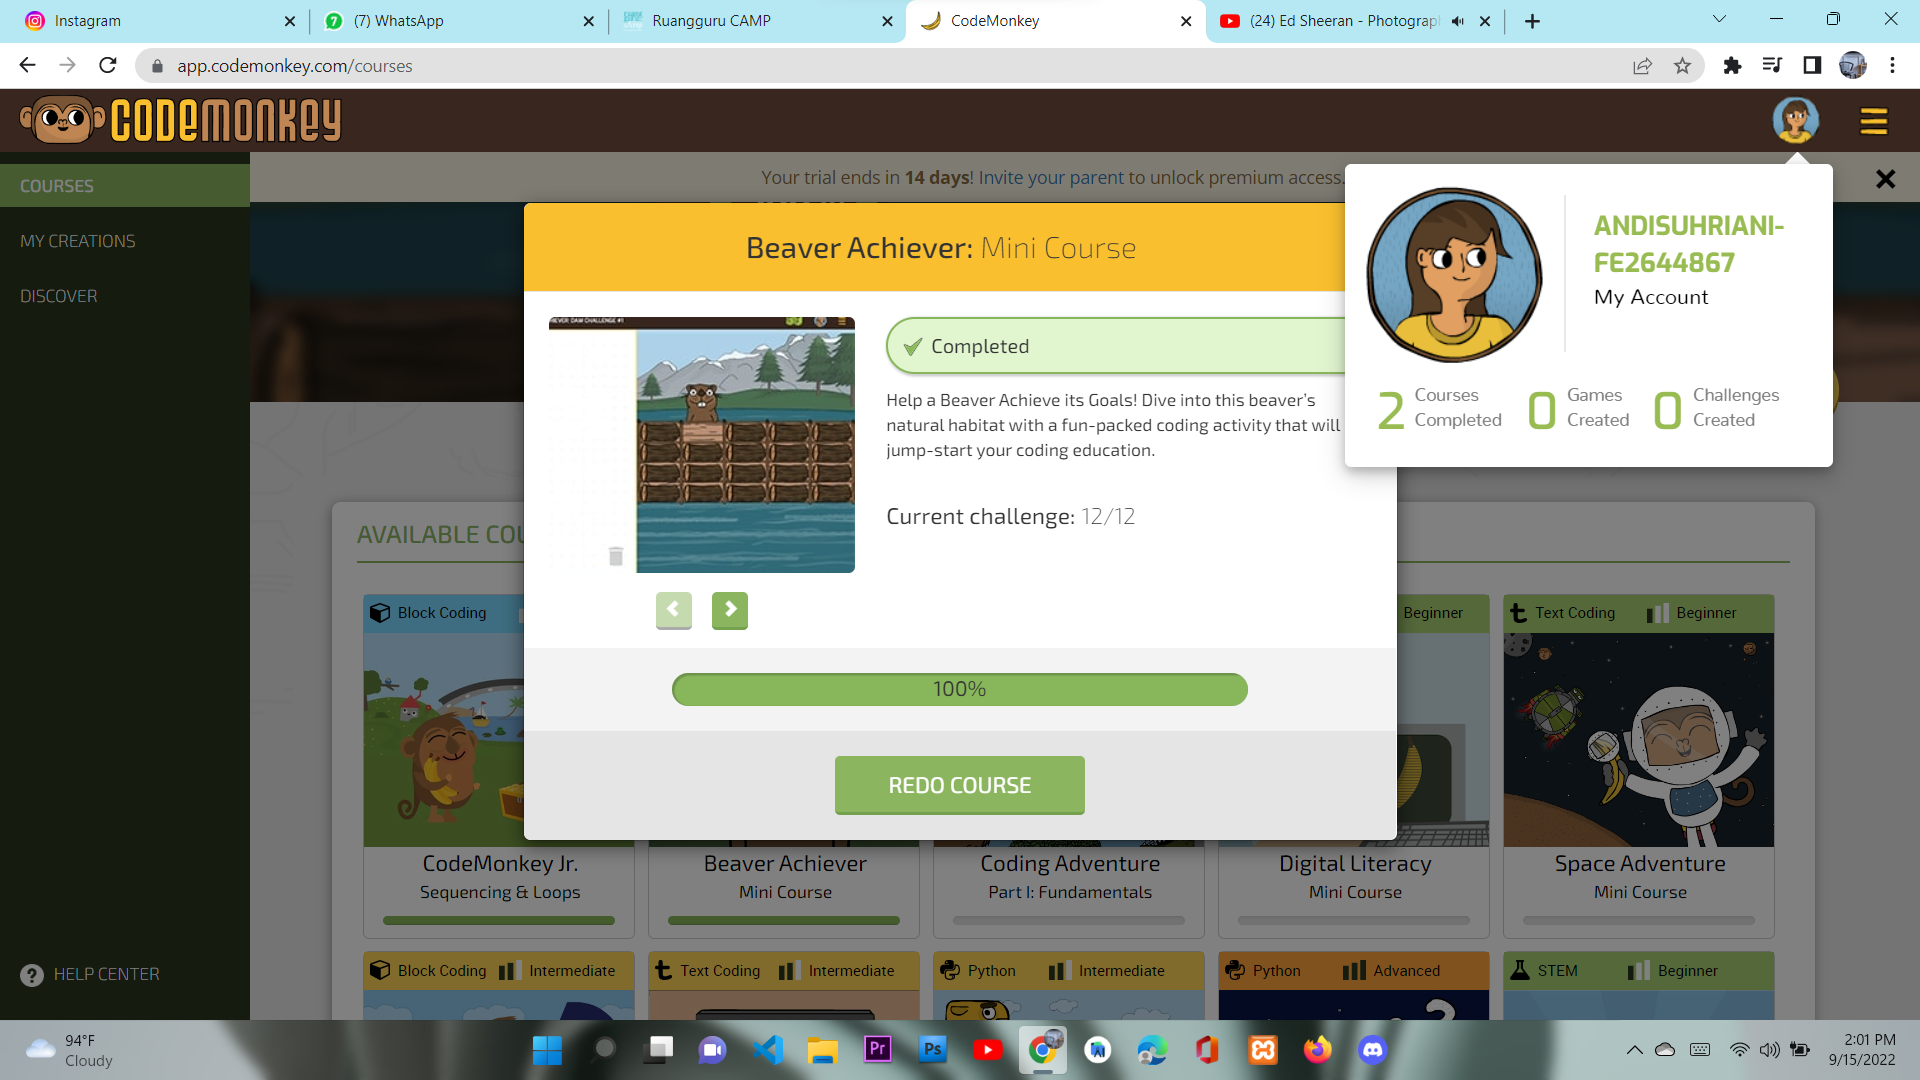 Instagram
(7) WhatsApp
Ruangguru CAMP
CodeMonkey
(24) Ed Sheeran - Photograp
app.codemonkey.com/courses
CODEMONKEY
COURSES
MY CREATIONS
DISCOVER
HELP CENTER
Your trial ends in 14 days! Invite your parent to unlock premium access.
ANDISUHRIANI-
FE2644867
My Account
2 Courses Completed
0 Games Created
0 Challenges Created
Beaver Achiever: Mini Course
Completed
Help a Beaver Achieve its Goals! Dive into this beaver's
natural habitat with a fun-packed coding activity that will
jump-start your coding education.
Current challenge: 12/12
100%
REDO COURSE
AVAILABLE COU
Block Coding
Beginner
Text Coding Beginner
CodeMonkey Jr.
Sequencing & Loops
Beaver Achiever
Mini Course
Coding Adventure
Part I: Fundamentals
Digital Literacy
Mini Course
Space Adventure
Mini Course
Block Coding Intermediate
Text Coding Intermediate
Python Intermediate
Python Advanced
STEM Beginner
94°F
Cloudy
Pr
Ps
2:01 PM
9/15/2022